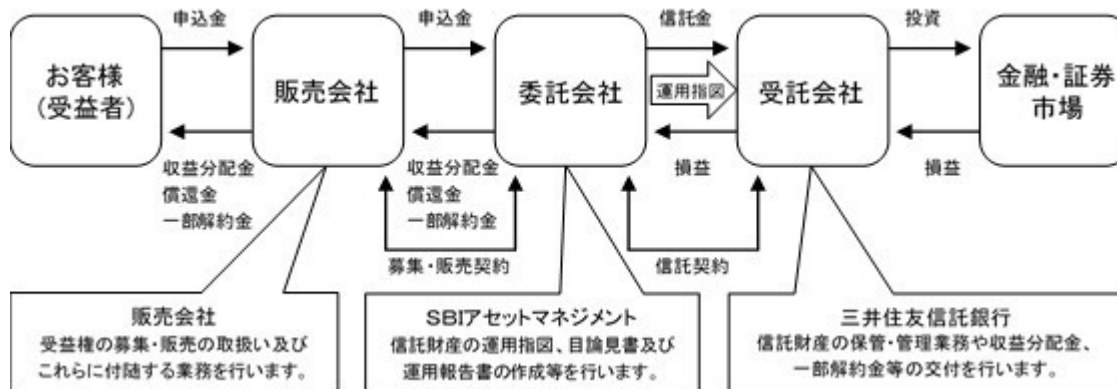 申込金
申込金
信託金
投資
お客様
（受益者）
販売会社
委託会社
運用指図
受託会社
金融・証券
市場
収益分配金
償還金
一部解約金
収益分配金
償還金
一部解約金
損益
損益
募集・販売契約
信託契約
販売会社
受益権の募集・販売の取扱い及び
これらに付随する業務を行います。
SBIアセットマネジメント
信託財産の運用指図、目論見書及び
運用報告書の作成等を行います。
三井住友信託銀行
信託財産の保管・管理業務や収益分配金、
一部解約金等の交付を行います。